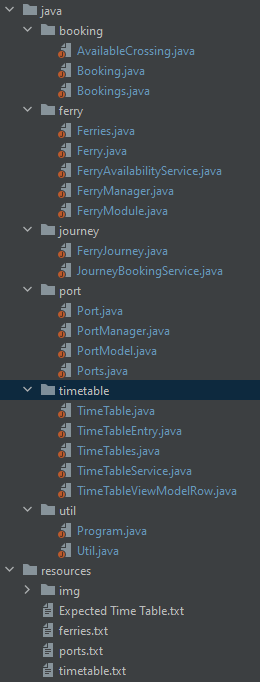 java
booking
AvailableCrossing.java
Booking.java
Bookings.java
ferry
Ferries.java
Ferry.java
FerryAvailabilityService.java
FerryManager.java
FerryModule.java
journey
FerryJourney.java
JourneyBookingService.java
port
Port.java
PortManager.java
PortModel.java
Ports.java
timetable
TimeTable.java
TimeTableEntry.java
TimeTables.java
TimeTableService.java
TimeTableViewModelRow.java
util
Program.java
Util.java
resources
img
Expected Time Table.txt
ferries.txt
ports.txt
timetable.txt